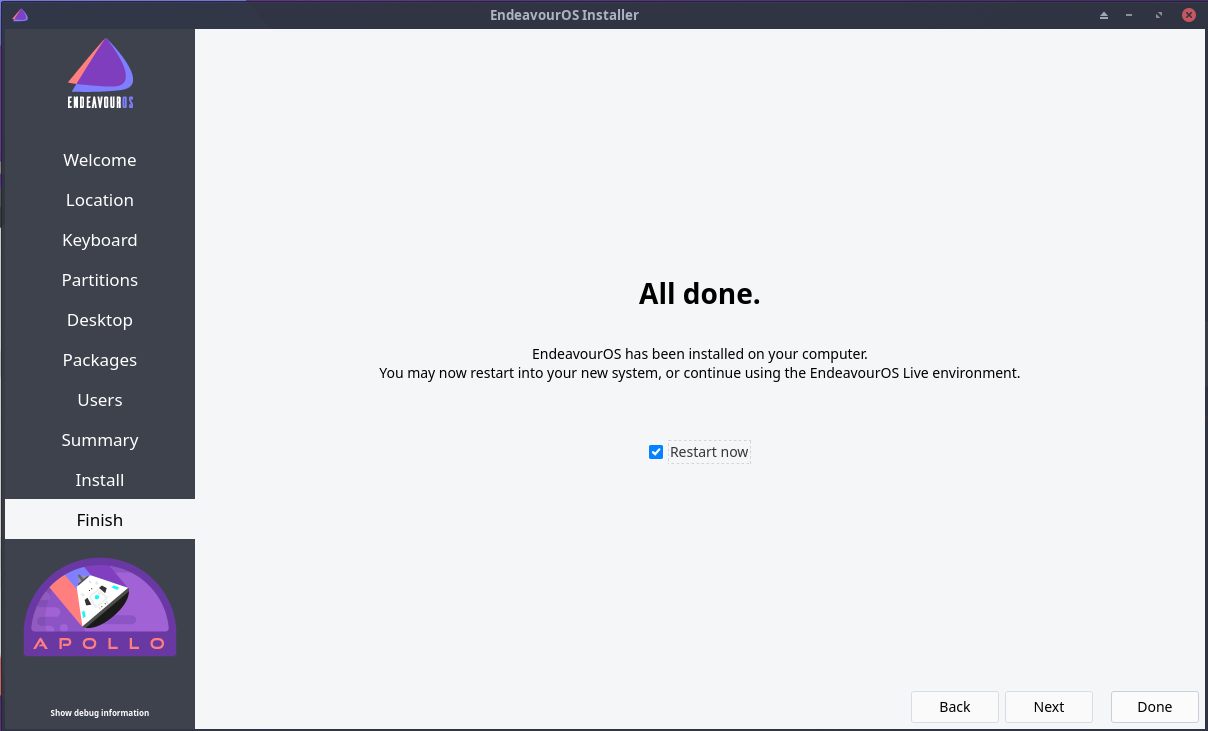 EndeavourOS Installer
ENDEAVOUROS
Welcome
Location
Keyboard
Partitions
Desktop
Packages
Users
Summary
Install
Finish
APOLLO
Show debug information
All done.
EndeavourOS has been installed on your computer.
You may now restart into your new system, or continue using the EndeavourOS Live environment.
Restart now
Back
Next
Done